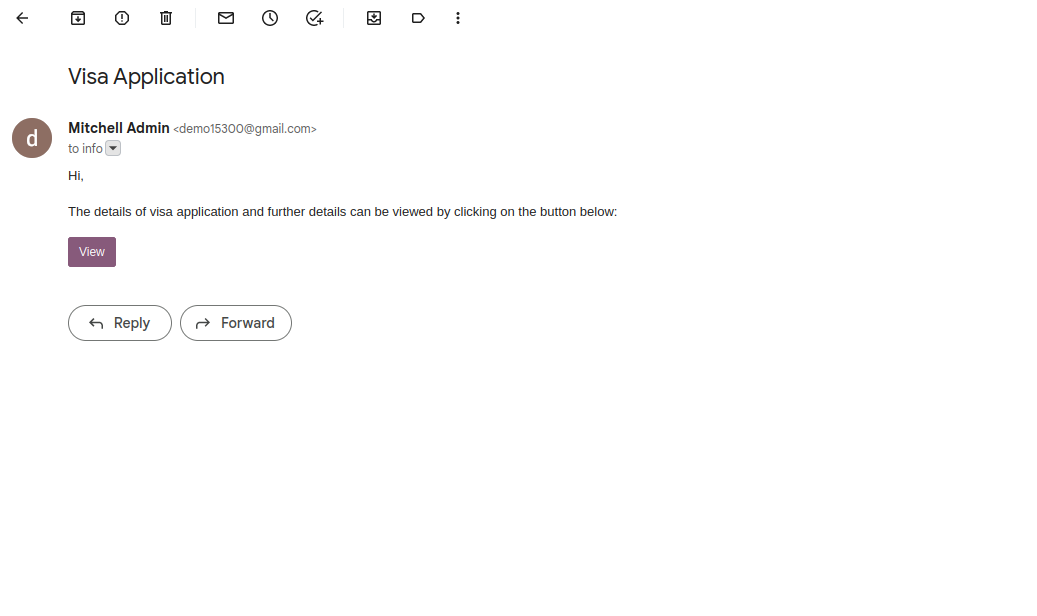 Visa Application
d
Mitchell Admin <demo15300@gmail.com>
to info
Hi,
The details of visa application and further details can be viewed by clicking on the button below:
View
Reply
Forward